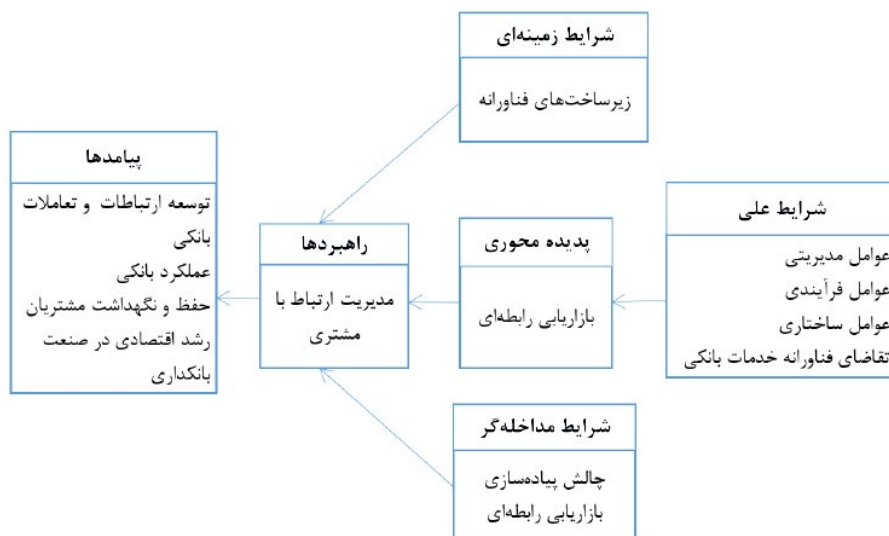 شرایط زمینه‌ای
زیرساخت‌های فناورانه
شرایط علی
عوامل مدیریتی
عوامل فرآیندی
عوامل ساختاری
تقاضای فناورانه خدمات بانکی
پدیده محوری
بازاریابی رابطه‌ای
راهبردها
مدیریت ارتباط با
مشتری
پیامدها
توسعه ارتباطات و تعاملات
بانکی
عملکرد بانکی
حفظ و نگهداشت مشتریان
رشد اقتصادی در صنعت
بانکداری
شرایط مداخله‌گر
چالش پیاده‌سازی
بازاریابی رابطه‌ای